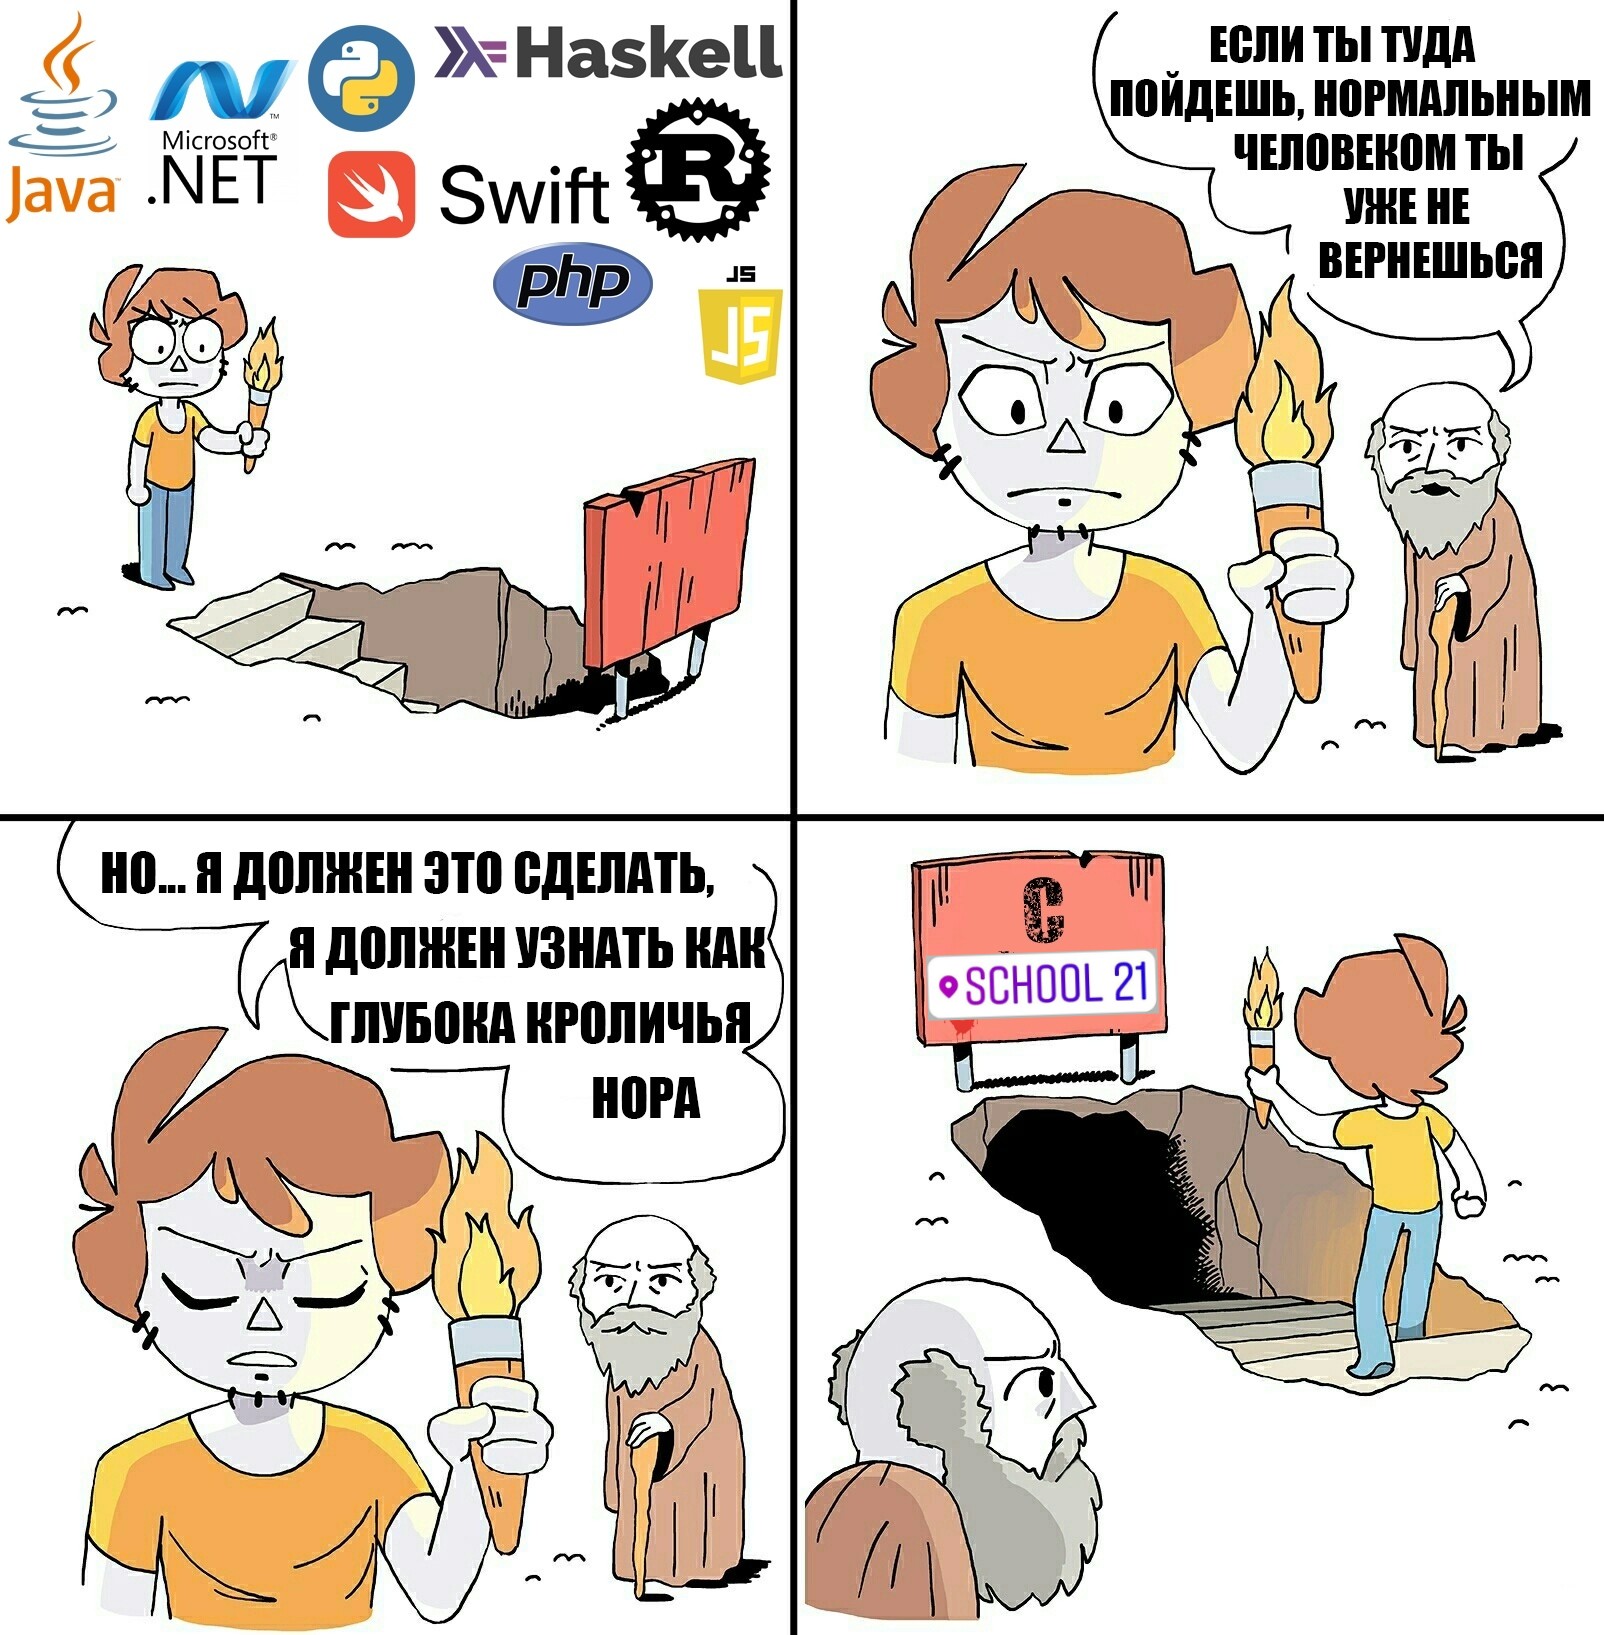 Haskell
Java
Microsoft®
.NET
Swift
R
php
JS
JS
ЕСЛИ ТЫ ТУДА
ПОЙДЕШЬ, НОРМАЛЬНЫМ
ЧЕЛОВЕКОМ ТЫ
УЖЕ НЕ
ВЕРНЕШЬСЯ
НО... Я ДОЛЖЕН ЭТО СДЕЛАТЬ,
Я ДОЛЖЕН УЗНАТЬ КАК
ГЛУБОКА КРОЛИЧЬЯ
НОРА
C
SCHOOL 21